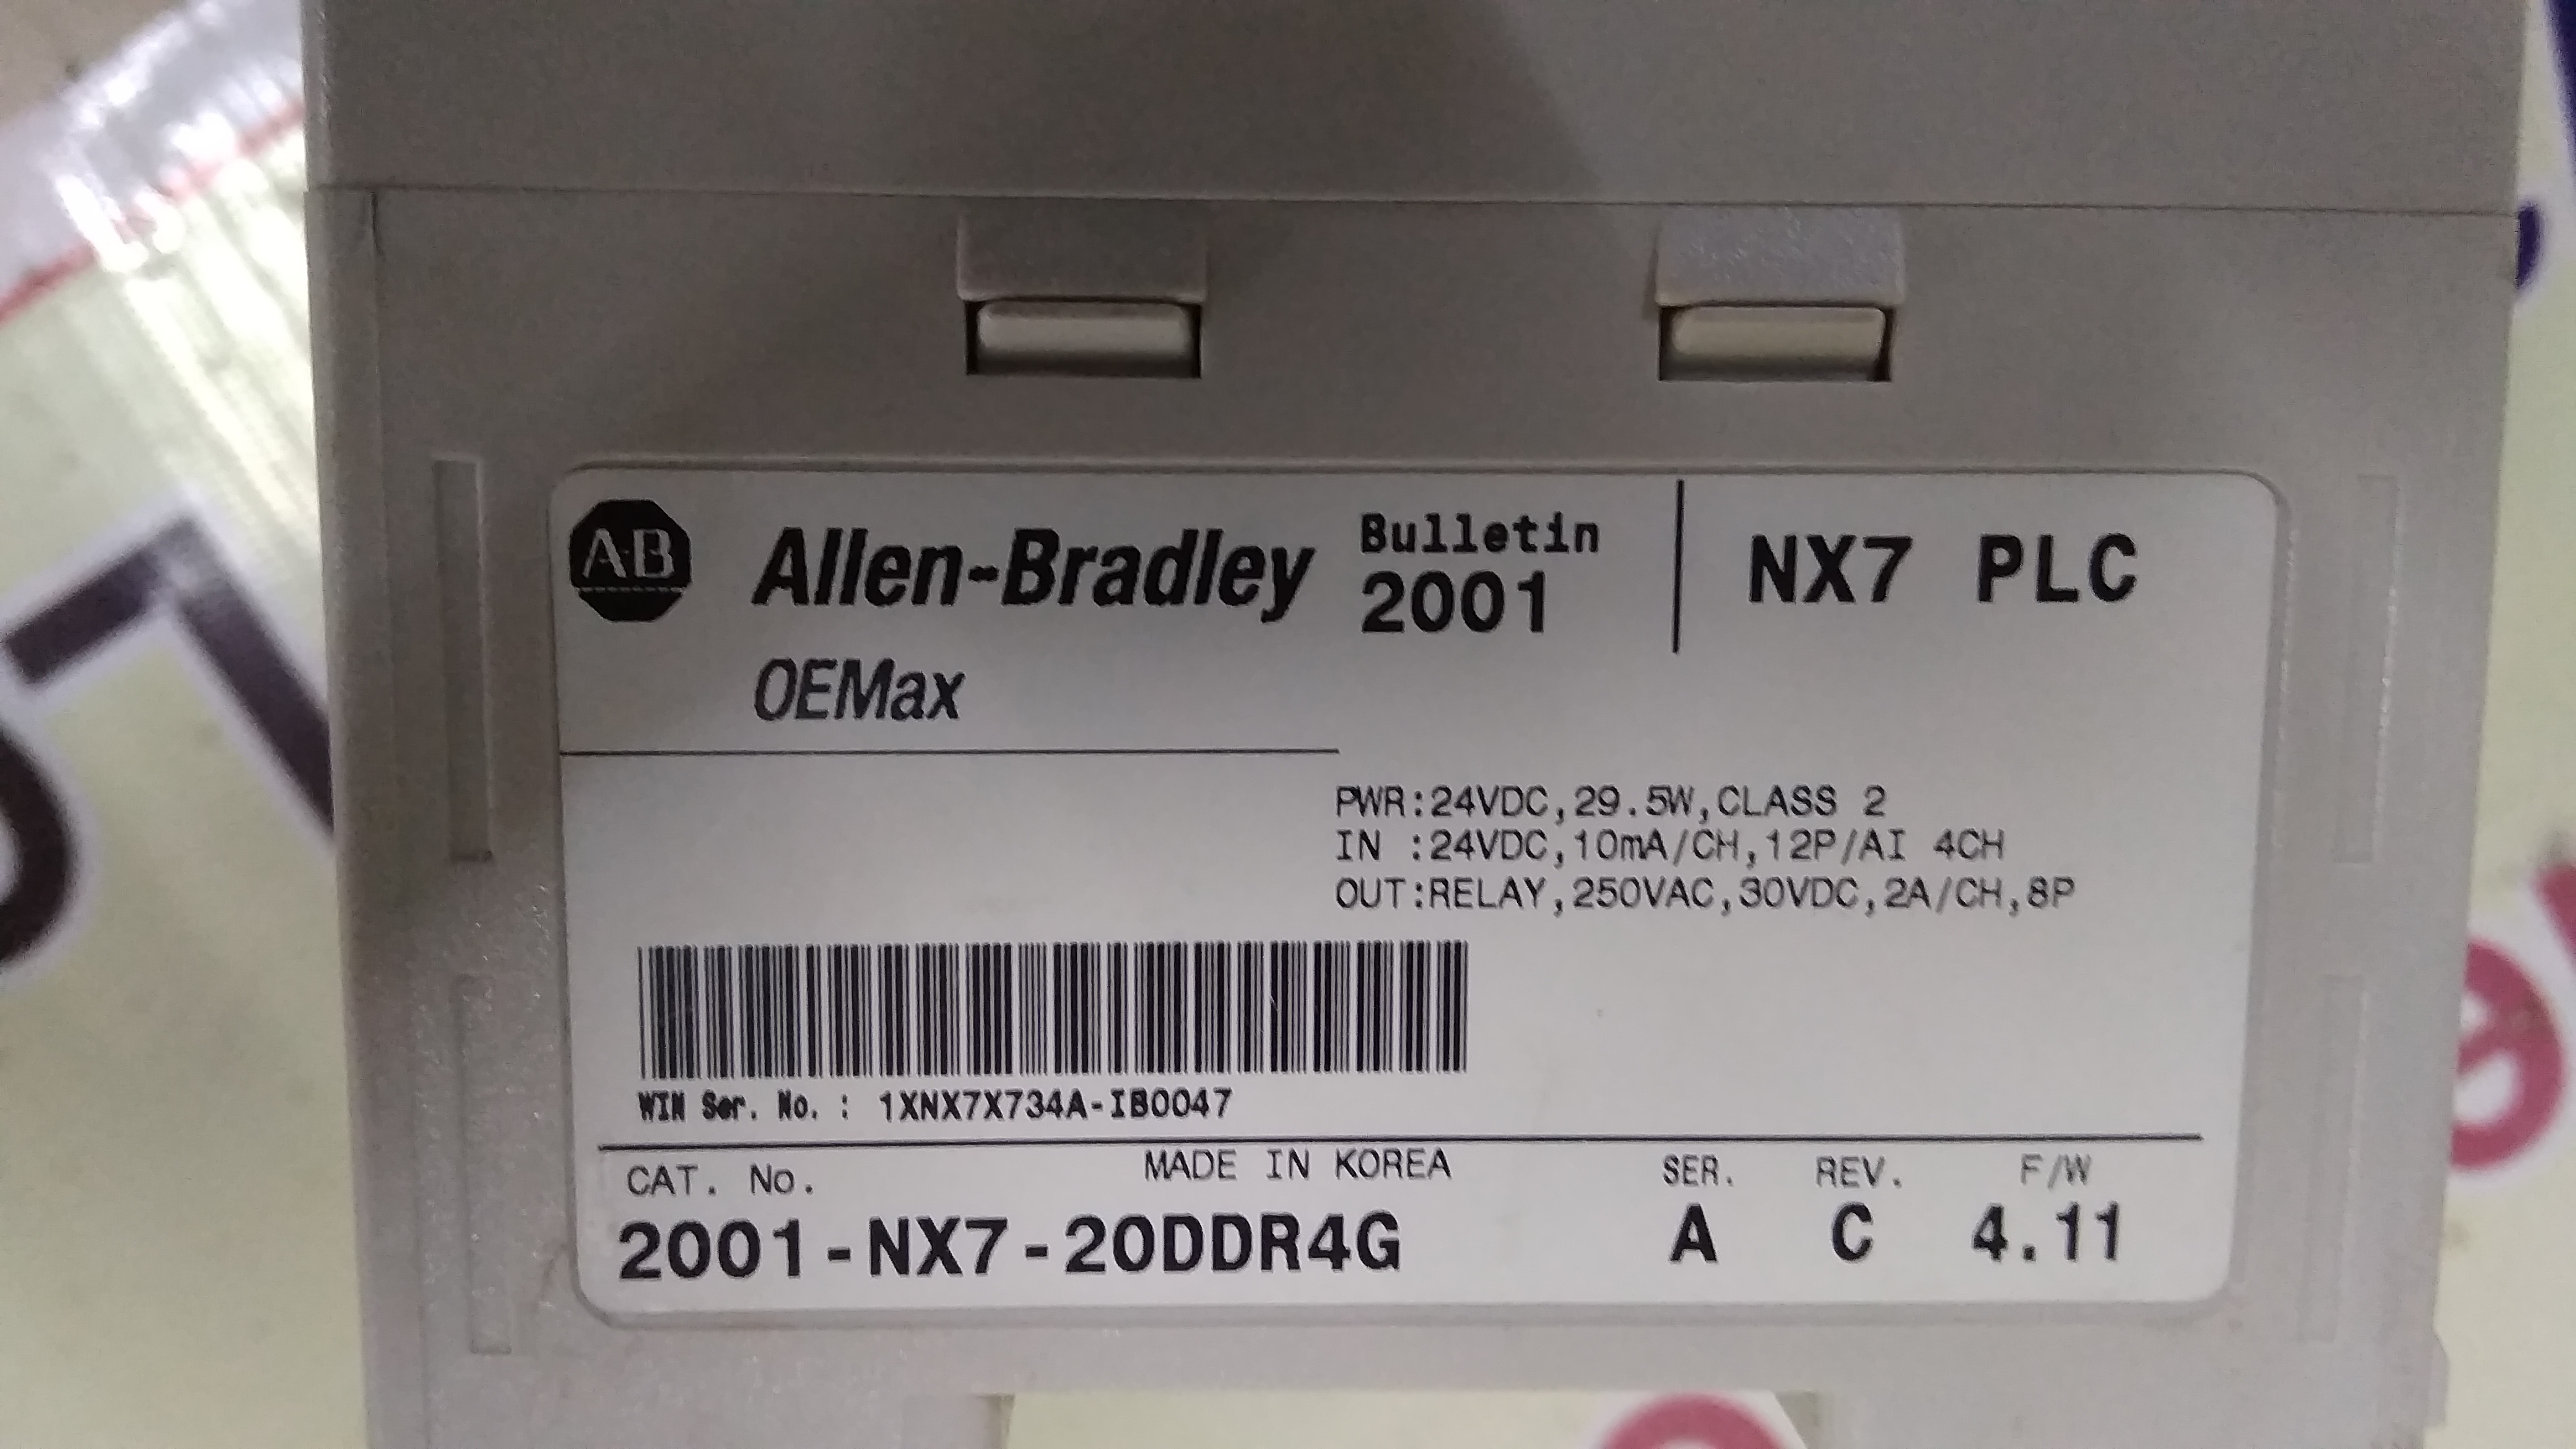 AB Allen-Bradley Bulletin 2001 | NX7 PLC
OEMax
PWR:24VDC,29.5W,CLASS 2
IN :24VDC,10mA/CH,12P/AI 4CH
OUT:RELAY,250VAC,30VDC,2A/CH,8P
WIN Ser. No. : 1XNX7X734A-IB0047
CAT. No. MADE IN KOREA SER. REV. F/W
2001-NX7-20DDR4G A C 4.11